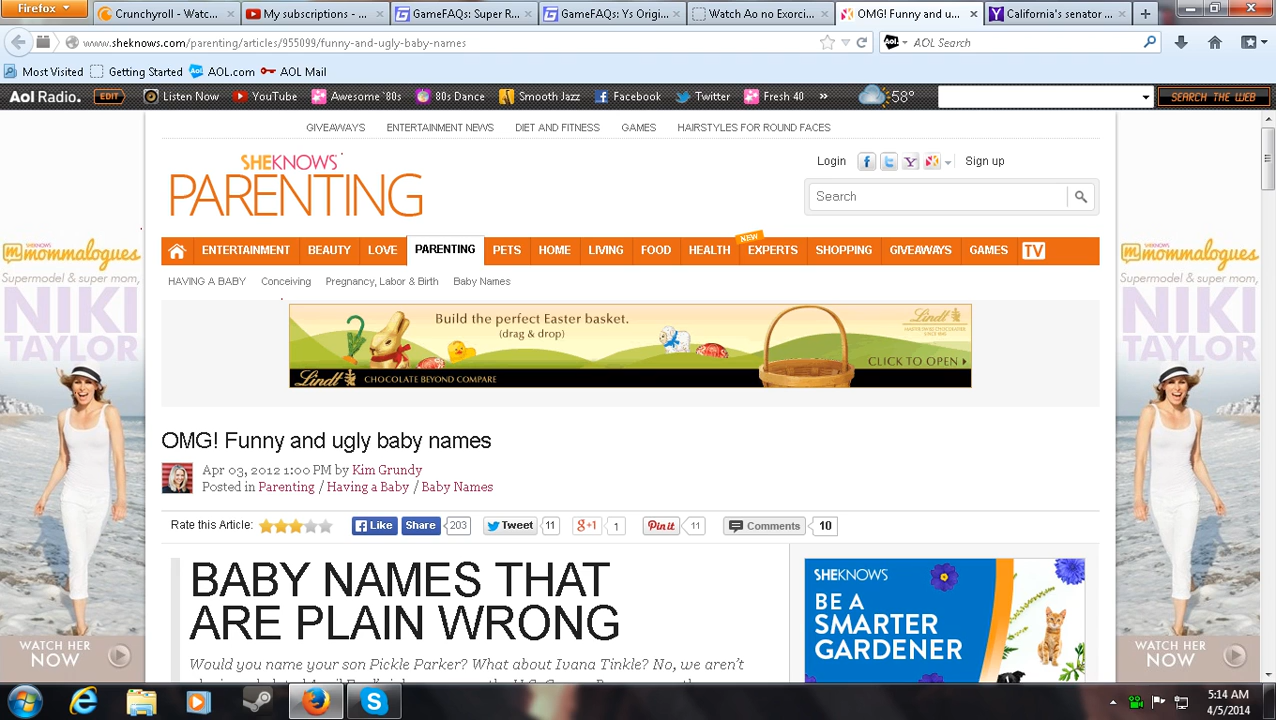 Firefox
Crunchyroll - Watc...
My subscriptions - ...
GameFAQs: Super R...
GameFAQs: Ys Origi...
Watch Ao no Exorci...
OMG! Funny and u...
California's senator ...
www.sheknows.com/parenting/articles/955099/funny-and-ugly-baby-names
Aol. AOL Search
Most Visited Getting Started Aol. AOL.com AOL Mail
Aol Radio. EDIT Listen Now YouTube Awesome `80s 80s Dance Smooth Jazz Facebook Twitter Fresh 40 » 58° SEARCH THE WEB
GIVEAWAYS ENTERTAINMENT NEWS DIET AND FITNESS GAMES HAIRSTYLES FOR ROUND FACES
SHEKNOWS
PARENTING
Login Sign up
Search
NEW
ENTERTAINMENT BEAUTY LOVE PARENTING PETS HOME LIVING FOOD HEALTH EXPERTS SHOPPING GIVEAWAYS GAMES TV
HAVING A BABY Conceiving Pregnancy, Labor & Birth Baby Names
SHEKNOWS
mommalogues
Supermodel & super mom,
NIKI
TAYLOR
WATCH HER
NOW
Build the perfect Easter basket.
(drag & drop)
Lindt
CLICK TO OPEN
Lindt CHOCOLATE BEYOND COMPARE
SHEKNOWS
mommalogues
Supermodel & super mom,
NIKI
TAYLOR
WATCH HER
NOW
OMG! Funny and ugly baby names
Apr 03, 2012 1:00 PM by Kim Grundy
Posted in Parenting / Having a Baby / Baby Names
Rate this Article: Like Share 203 Tweet 11 g+1 1 Pin it 11 Comments 10
BABY NAMES THAT
ARE PLAIN WRONG
Would you name your son Pickle Parker? What about Ivana Tinkle? No, we aren't
SHEKNOWS
BE A
SMARTER
GARDENER
5:14 AM
4/5/2014